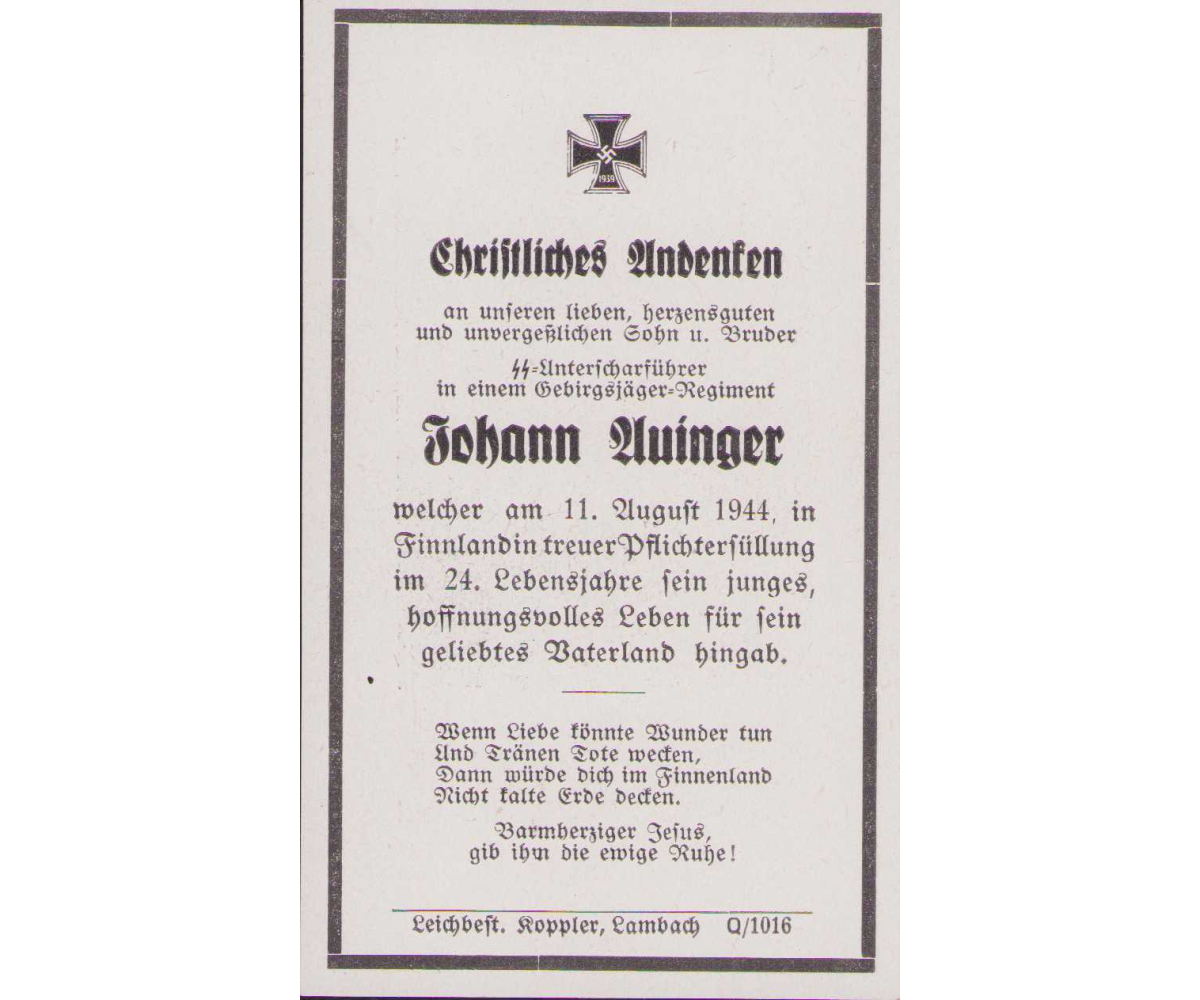 1939
Christliches Andenken
an unseren lieben, herzensguten
und unvergeßlichen Sohn u. Bruder
SS-Unterscharführer
in einem Gebirgsjäger-Regiment
Johann Auinger
welcher am 11. August 1944, in
Finnland in treuer Pflichterfüllung
im 24. Lebensjahre sein junges,
hoffnungsvolles Leben für sein
geliebtes Vaterland hingab.
Wenn Liebe könnte Wunder tun
Und Tränen Tote wecken,
Dann würde dich im Finnenland
Nicht kalte Erde decken.
Barmherziger Jesus,
gib ihm die ewige Ruhe!
Leichbest. Koppler, Lambach Q/1016